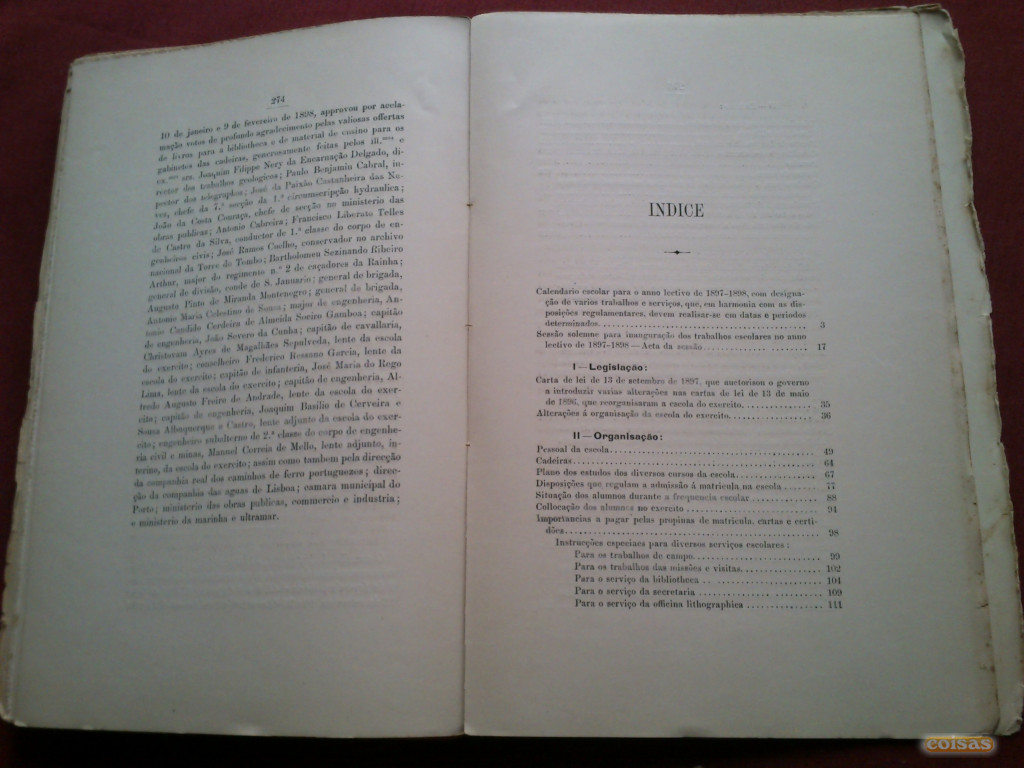 274
10 de janeiro e 9 de fevereiro de 1898, approvou por accla-
mação votos de profundo agradecimento pelas valiosas offertas
de livros para a bibliotheca e de material de ensino para os
gabinetes das cadeiras, generosamente feitas pelos ill.mos e
ex.mos srs. Joaquim Filippe Nery da Encarnação Delgado, di-
rector dos trabalhos geologicos; Paulo Benjamin Cabral, ins-
pector dos telegraphos; José da Paixão Castanheira das Ne-
ves, chefe da 7.ª secção da 1.ª circumscripção hydraulica;
João da Costa Couraça, chefe de secção no ministerio das
obras publicas; Antonio Cabreira; Francisco Liberato Telles
de Castro da Silva, conductor de 1.ª classe do corpo de en-
genheiros civis; José Ramos Coelho, conservador no archivo
nacional da Torre do Tombo; Bartholomeu Sezinando Ribeiro
Arthur, major do regimento n.º 2 de caçadores da Rainha;
general de divisão, conde de S. Januario; general de brigada,
Augusto Pinto de Miranda Montenegro; general de brigada,
Antonio Maria Celestino de Sousa; major de engenharia, An-
tonio Candido Cordeira de Almeida Soeiro Gamboa; capitão
de engenharia, João Severo da Cunha; capitão de cavallaria,
Christovam Ayres de Magalhães Sepulveda, lente da escola
do exercito; conselheiro Frederico Ressano Garcia, lente da
escola do exercito; capitão de infanteria, José Maria do Rego
Lima, lente da escola do exercito; capitão de engenharia, Al-
fredo Augusto Freire de Andrade, lente da escola do exer-
cito; capitão de engenharia, Joaquim Basilio de Cerveira e
Sousa Albuquerque e Castro, lente adjunto da escola do exer-
cito; engenheiro subalterno de 2.ª classe do corpo de engenhe-
ria civil e minas, Manuel Correia de Mello, lente adjunto, in-
terino, da escola do exercito; assim como tambem pela direcção
da companhia real dos caminhos de ferro portuguezes; direc-
ção da companhia das aguas de Lisboa; camara municipal do
Porto; ministerio das obras publicas, commercio e industria;
e ministerio da marinha e ultramar.
INDICE
Calendario escolar para o anno lectivo de 1897-1898, com designa-
ção de varios trabalhos e serviços, que, em harmonia com as dis-
posições regulamentares, devem realisar-se em datas e periodos
determinados........ 3
Sessão solemne para inauguração dos trabalhos escolares no anno
lectivo de 1897-1898 — Acta da sessão........ 17
I — Legislação:
Carta de lei de 13 de setembro de 1897, que auctorisou o governo
a introduzir varias alterações nas cartas de lei de 13 de maio
de 1896, que reorganisaram a escola do exercito........ 35
Alterações á organisação da escola do exercito........ 36
II — Organisação:
Pessoal da escola........ 49
Cadeiras........ 64
Plano dos estudos dos diversos cursos da escola........ 67
Disposições que regulam a admissão á matricula na escola........ 77
Situação dos alumnos durante a frequencia escolar........ 88
Collocação dos alumnos no exercito........ 94
Importancias a pagar pelas propinas de matricula, cartas e certi-
dões........ 98
Instrucções especiaes para diversos serviços escolares:
Para os trabalhos de campo........ 99
Para os trabalhos das missões e visitas........ 102
Para o serviço da bibliotheca........ 104
Para o serviço da secretaria........ 109
Para o serviço da officina lithographica........ 111
coisas